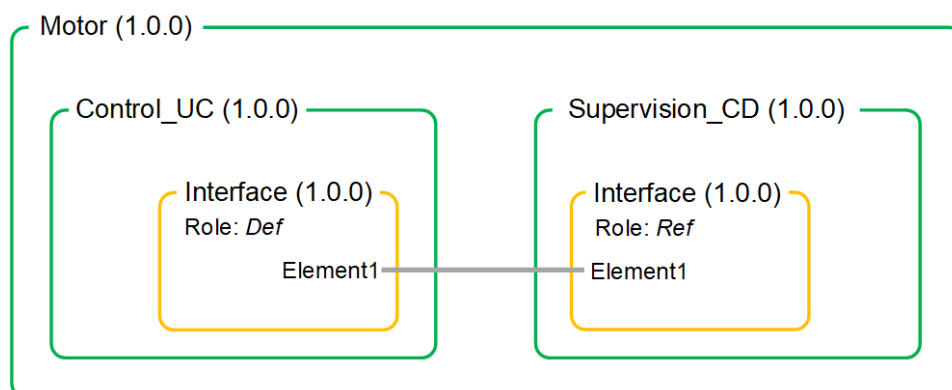 Motor (1.0.0)
Control_UC (1.0.0)
Supervision_CD (1.0.0)
Interface (1.0.0)
Role: Def
Element1
Interface (1.0.0)
Role: Ref
Element1